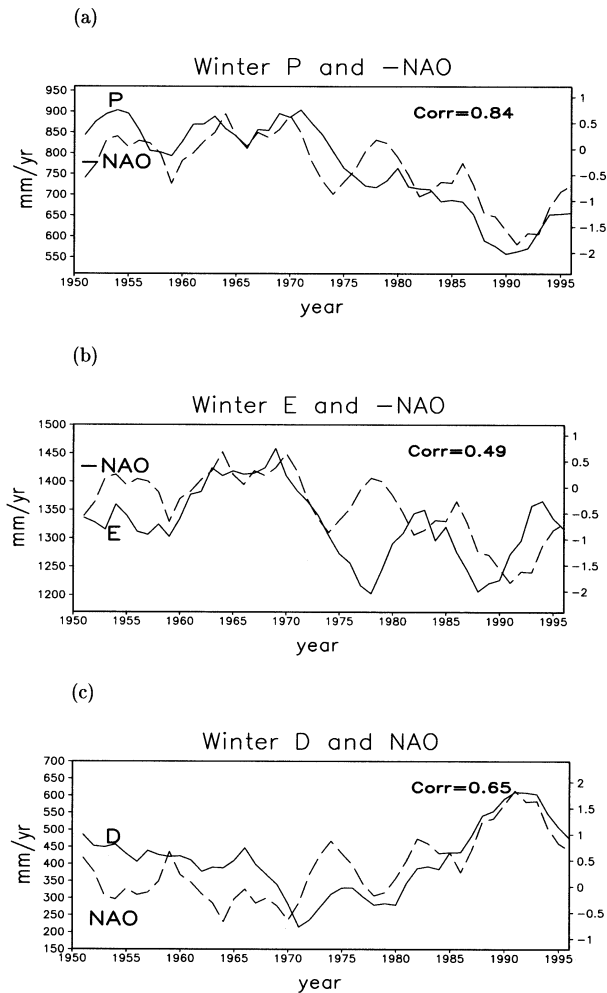 (a)
Winter P and −NAO
950
900
850
800
750
700
650
600
550
mm/yr
P
−NAO
Corr=0.84
1
0.5
0
−0.5
−1
−1.5
−2
1950 1955 1960 1965 1970 1975 1980 1985 1990 1995
year
(b)
Winter E and −NAO
1500
1450
1400
1350
1300
1250
1200
mm/yr
−NAO
E
Corr=0.49
1
0.5
0
−0.5
−1
−1.5
−2
1950 1955 1960 1965 1970 1975 1980 1985 1990 1995
year
(c)
Winter D and NAO
700
650
600
550
500
450
400
350
300
250
200
150
mm/yr
D
NAO
Corr=0.65
2
1.5
1
0.5
0
−0.5
−1
1950 1955 1960 1965 1970 1975 1980 1985 1990 1995
year